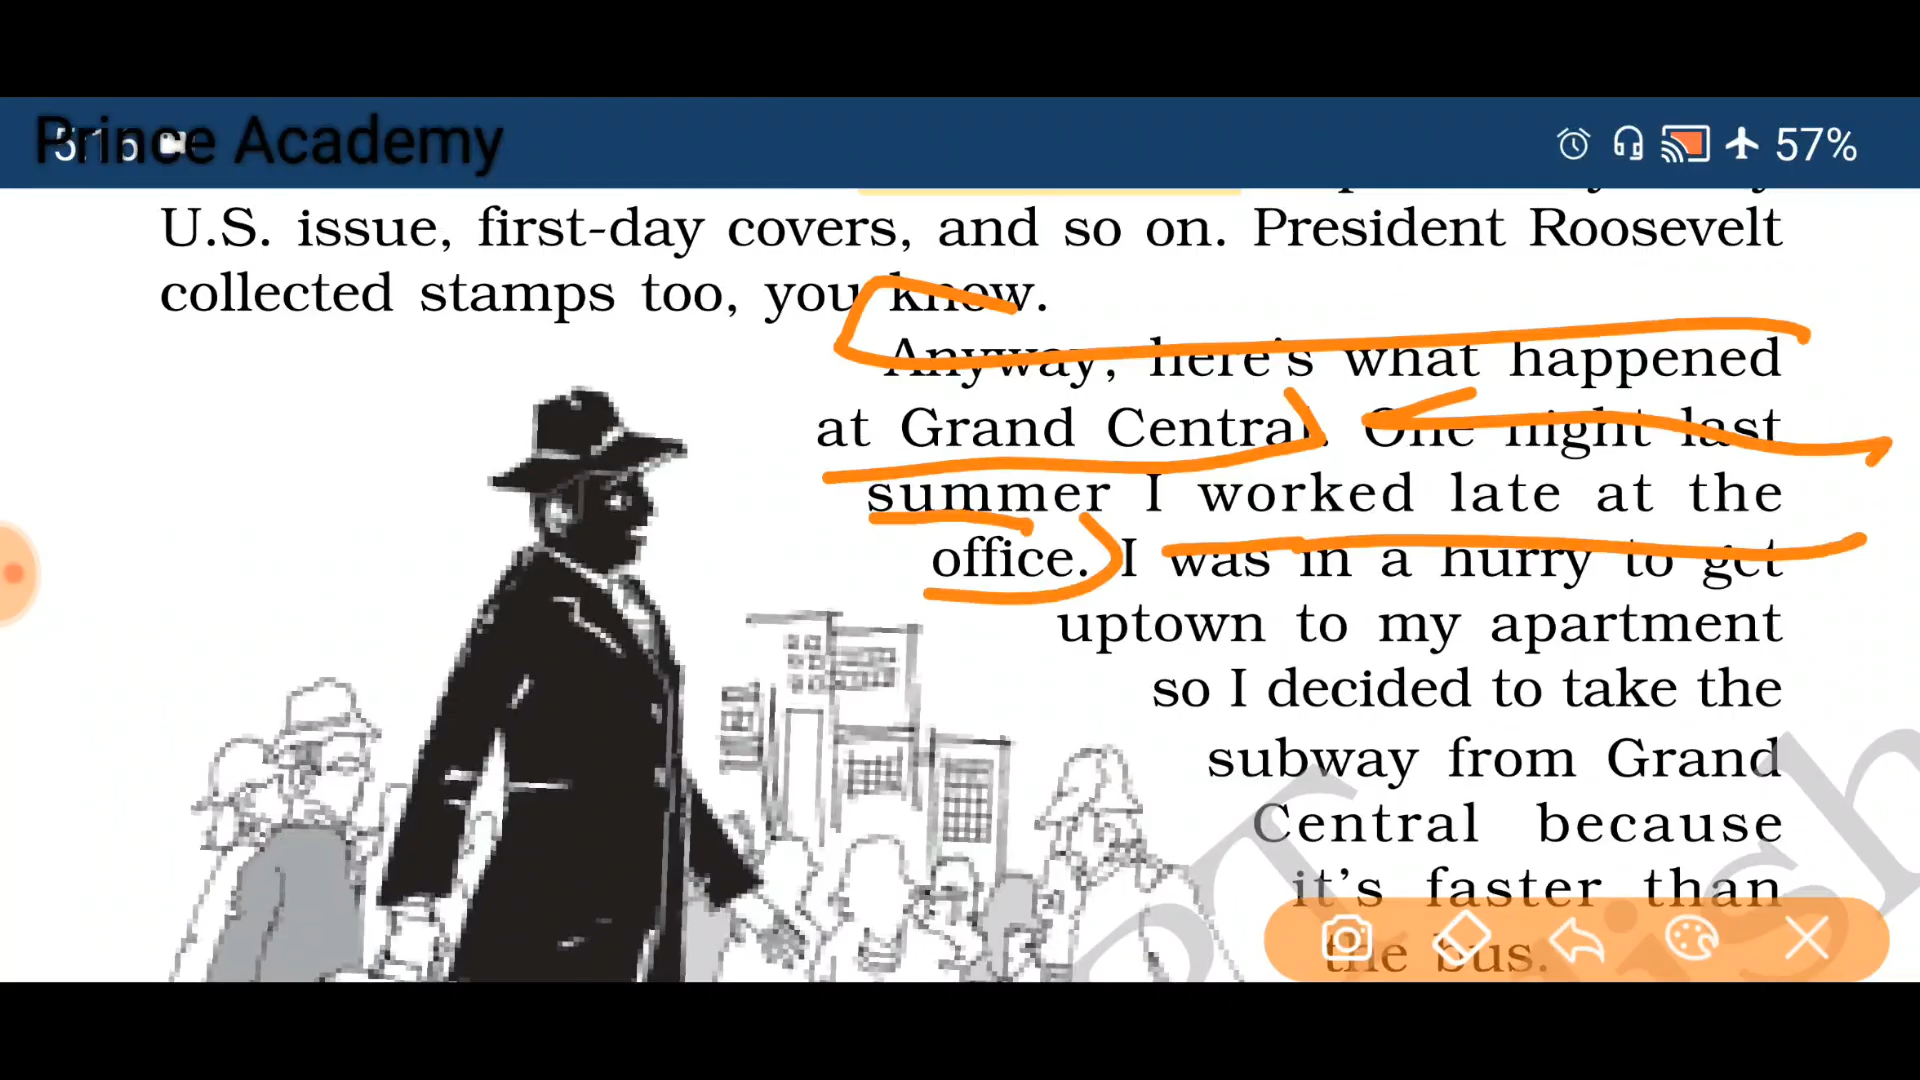 Prince Academy
57%
U.S. issue, first-day covers, and so on. President Roosevelt
collected stamps too, you know.
Anyway, here's what happened
at Grand Central. One night last
summer I worked late at the
office. I was in a hurry to get
uptown to my apartment
so I decided to take the
subway from Grand
Central because
it's faster than
the bus.